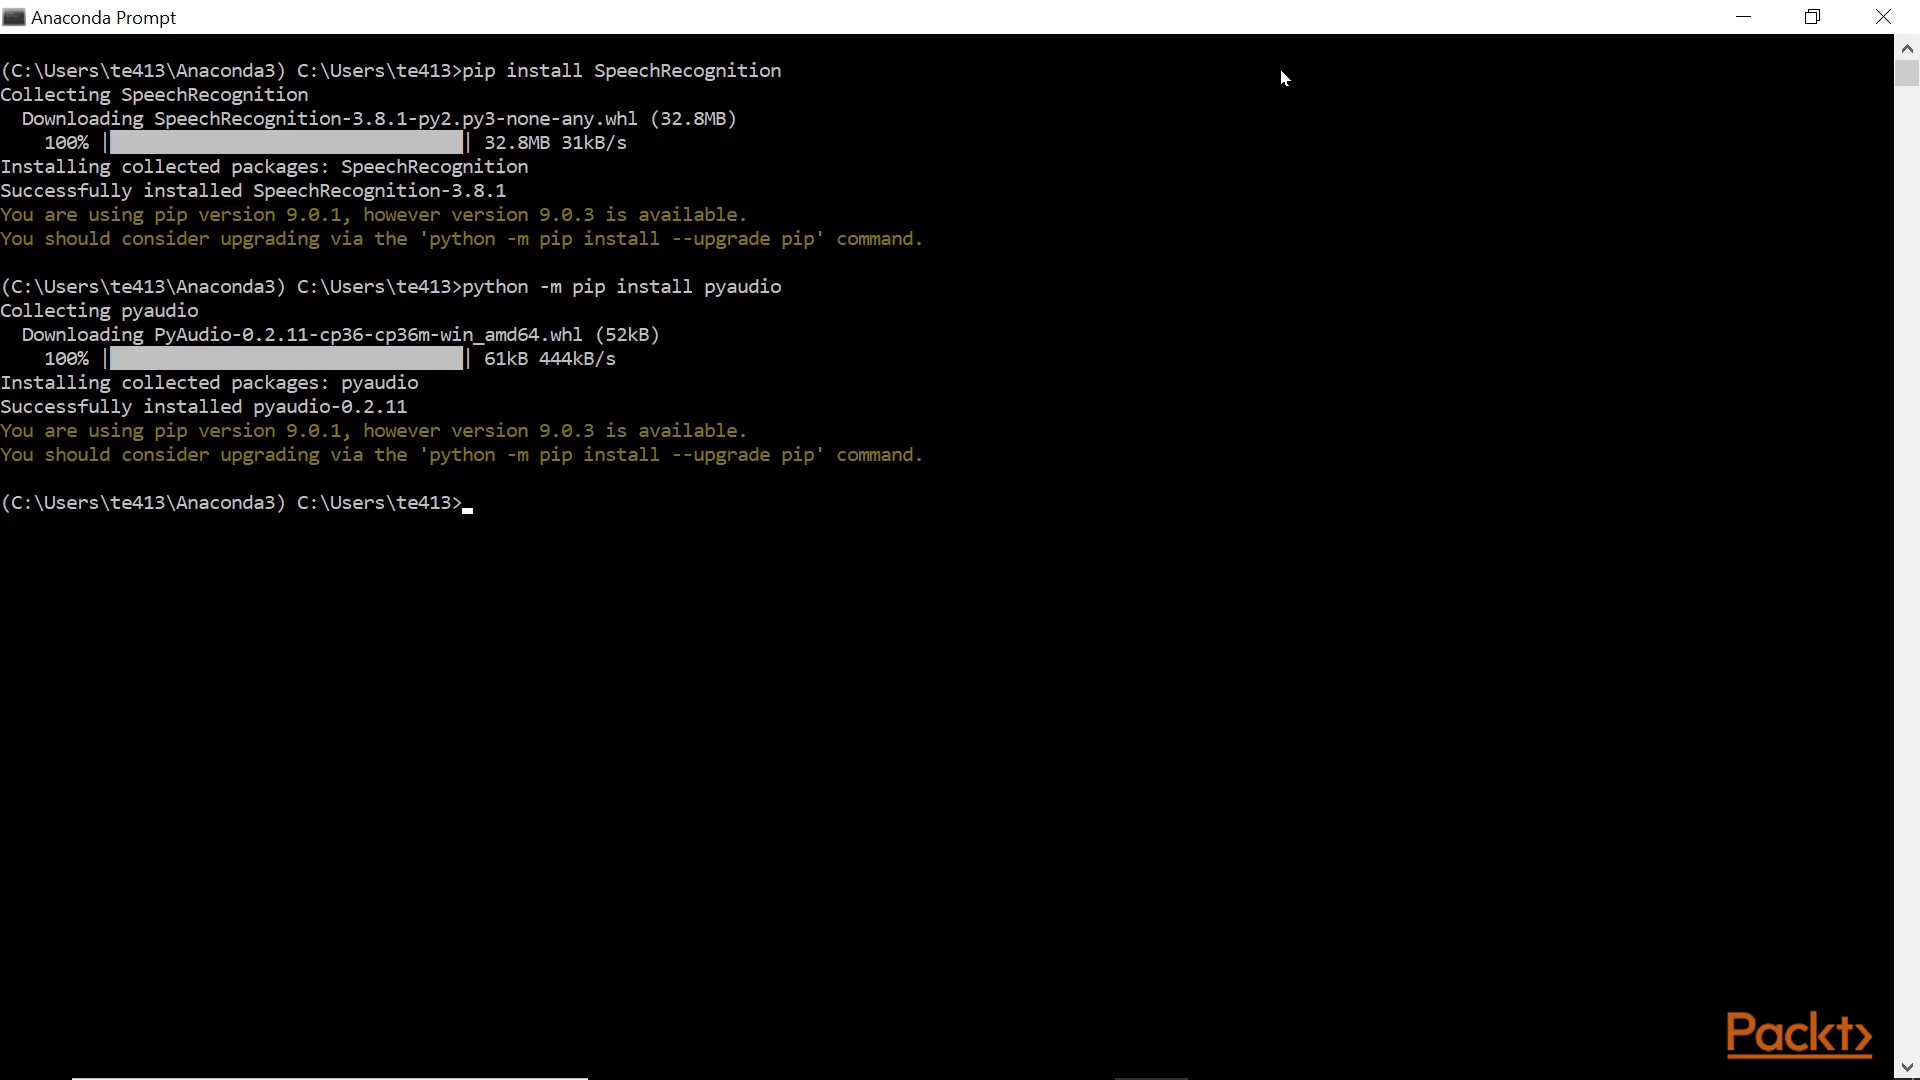 Anaconda Prompt
(C:\Users\te413\Anaconda3) C:\Users\te413>pip install SpeechRecognition
Collecting SpeechRecognition
  Downloading SpeechRecognition-3.8.1-py2.py3-none-any.whl (32.8MB)
    100% |████████████████████████████████| 32.8MB 31kB/s
Installing collected packages: SpeechRecognition
Successfully installed SpeechRecognition-3.8.1
You are using pip version 9.0.1, however version 9.0.3 is available.
You should consider upgrading via the 'python -m pip install --upgrade pip' command.
(C:\Users\te413\Anaconda3) C:\Users\te413>python -m pip install pyaudio
Collecting pyaudio
  Downloading PyAudio-0.2.11-cp36-cp36m-win_amd64.whl (52kB)
    100% |████████████████████████████████| 61kB 444kB/s
Installing collected packages: pyaudio
Successfully installed pyaudio-0.2.11
You are using pip version 9.0.1, however version 9.0.3 is available.
You should consider upgrading via the 'python -m pip install --upgrade pip' command.
(C:\Users\te413\Anaconda3) C:\Users\te413>
Packt>